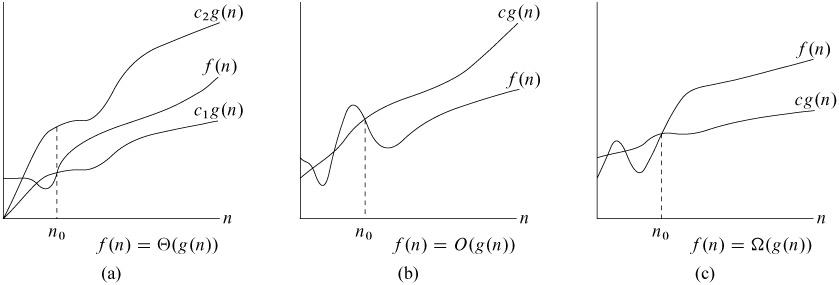 c₂g(n)
f(n)
c₁g(n)
n
n₀
f(n) = Θ(g(n))
(a)
cg(n)
f(n)
n
n₀
f(n) = O(g(n))
(b)
f(n)
cg(n)
n
n₀
f(n) = Ω(g(n))
(c)